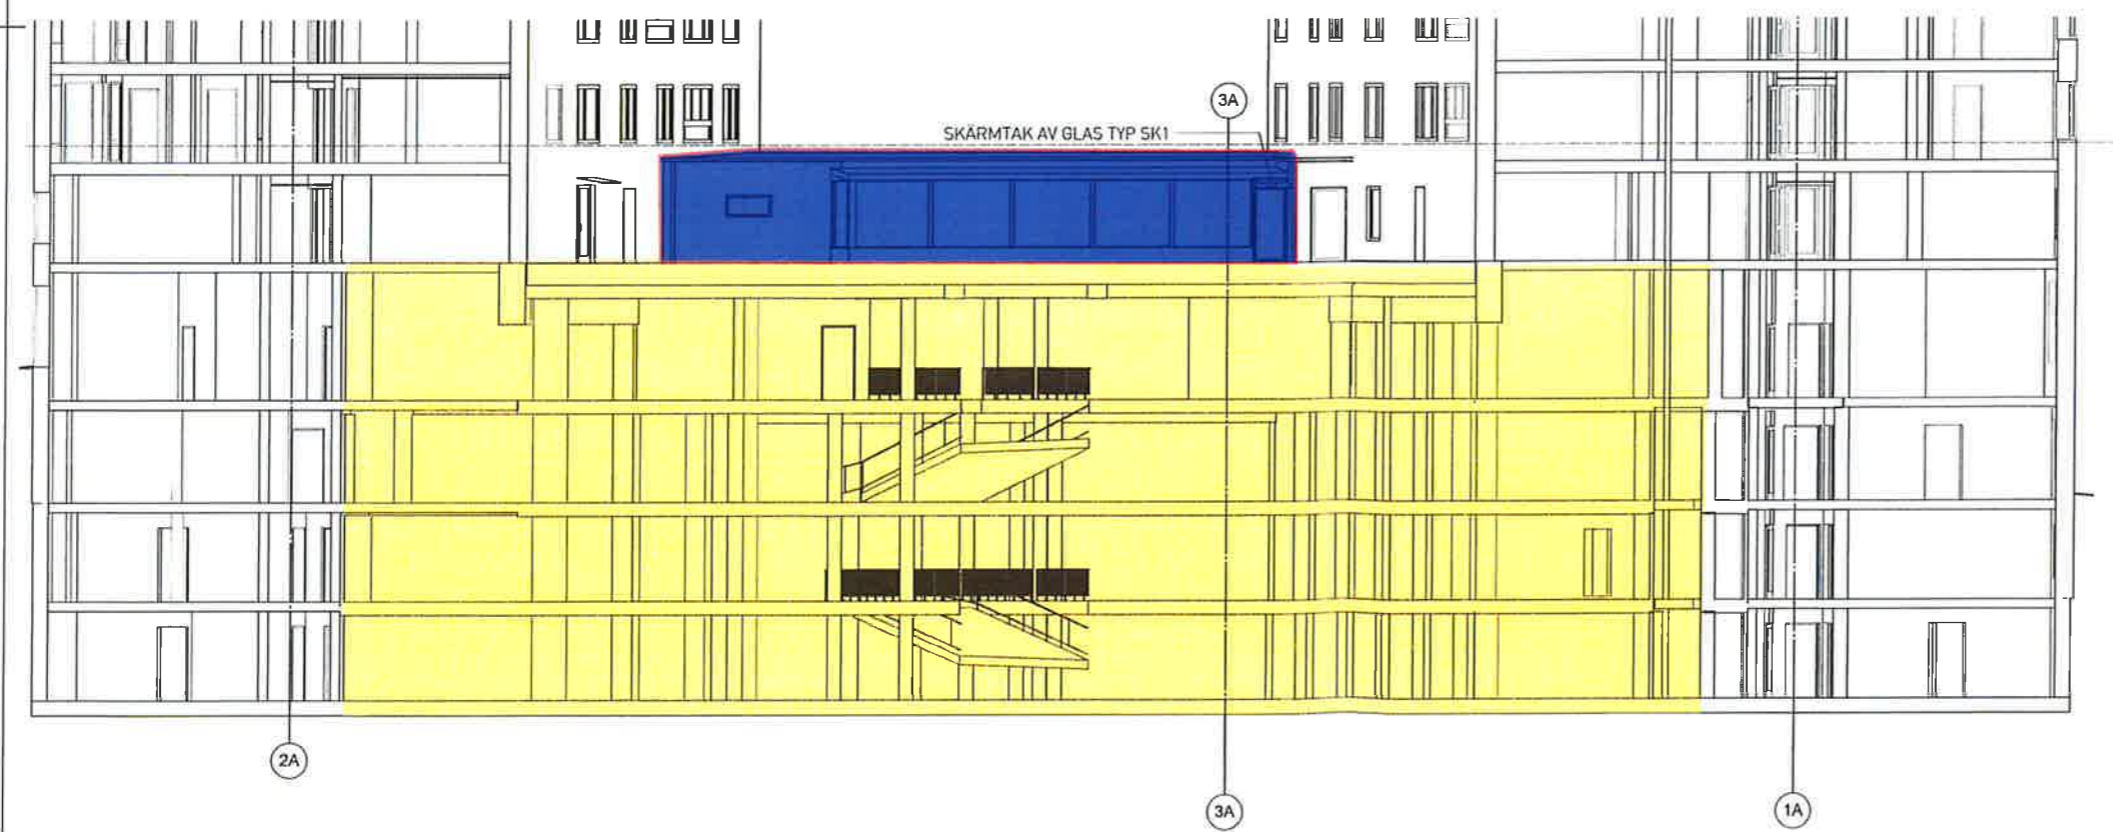 3A
SKÄRMTAK AV GLAS TYP SK1
2A
3A
1A